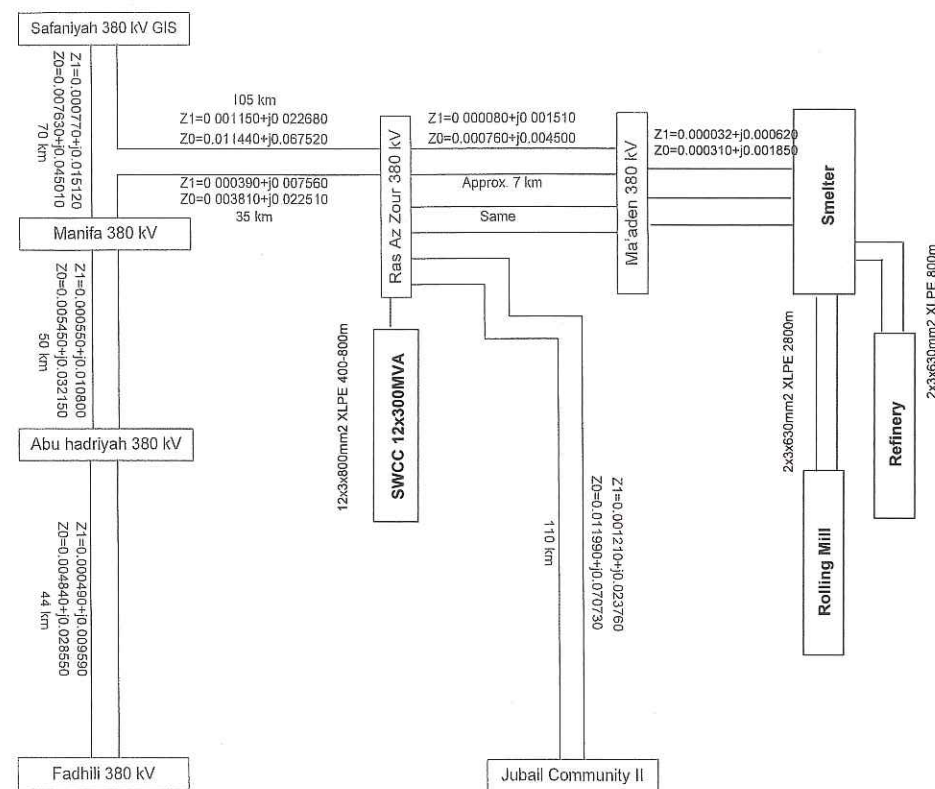 Safaniyah 380 kV GIS
Z1=0.000770+j0.015120
Z0=0.007630+j0.045010
70 km
105 km
Z1=0 001150+j0 022680
Z0=0.011440+j0.067520
Z1=0 000390+j0 007560
Z0=0 003810+j0 022510
35 km
Manifa 380 kV
Ras Az Zour 380 kV
Z1=0 000080+j0 001510
Z0=0.000760+j0.004500
Approx. 7 km
Same
Ma'aden 380 kV
Z1=0.000032+j0.000620
Z0=0.000310+j0.001850
Smelter
2x3x630mm2 XLPE 800m
Refinery
2x3x630mm2 XLPE 2800m
Rolling Mill
Z1=0.000550+j0.010800
Z0=0.005450+j0.032150
50 km
Abu hadriyah 380 kV
12x3x800mm2 XLPE 400-800m
SWCC 12x300MVA
Z1=0.001210+j0.023760
Z0=0.011990+j0.070730
110 km
Z1=0.000490+j0.009590
Z0=0.004840+j0.028550
44 km
Fadhili 380 kV
Jubail Community II